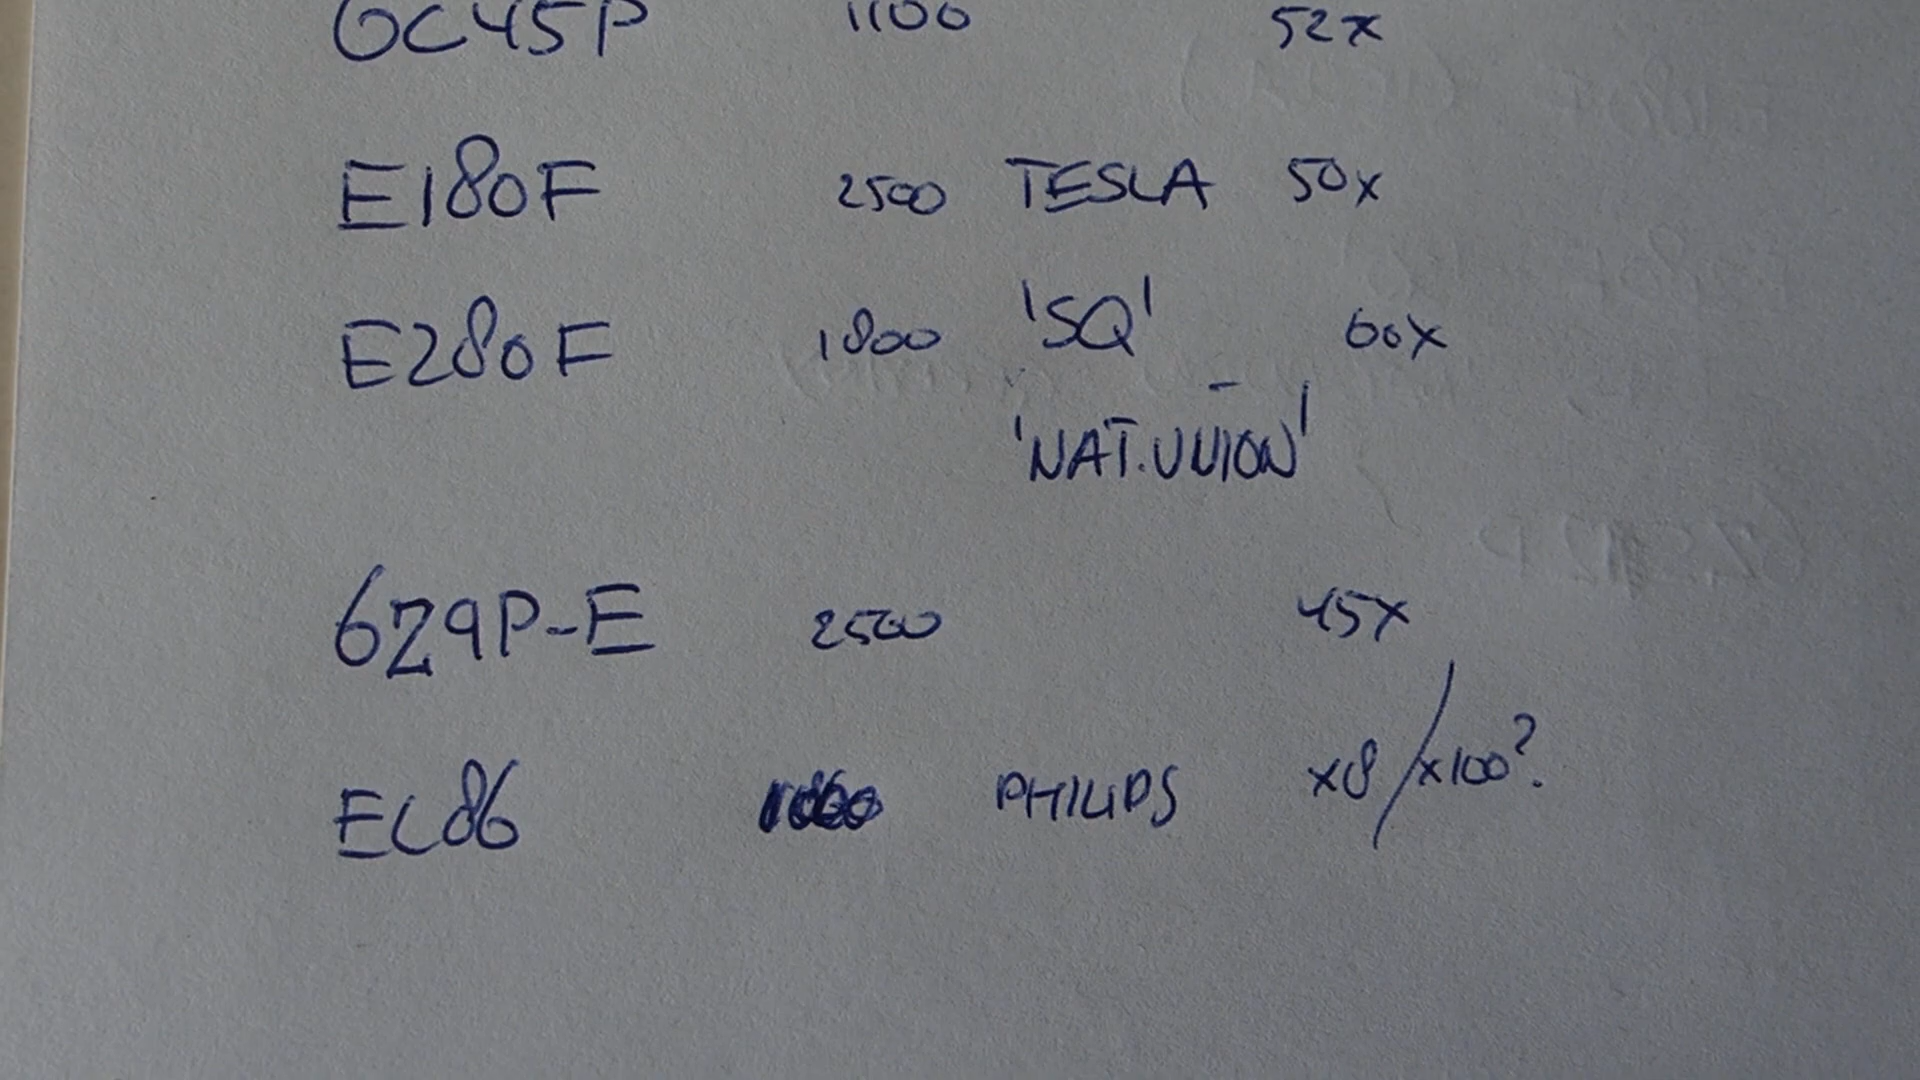 6C45P 1100 52x
E180F 2500 TESLA 50x
E280F 1800 'SQ' 60x
'NAT.UNION'
6Z9P-E 2500 45x
EC86 PHILIPS x8/x100?